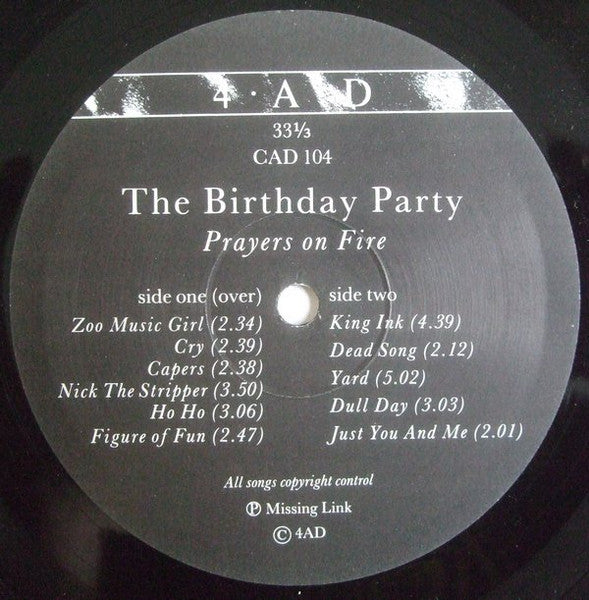 4·AD
33⅓
CAD 104
The Birthday Party
Prayers on Fire
side one (over)
Zoo Music Girl (2.34)
Cry (2.39)
Capers (2.38)
Nick The Stripper (3.50)
Ho Ho (3.06)
Figure of Fun (2.47)
side two
King Ink (4.39)
Dead Song (2.12)
Yard (5.02)
Dull Day (3.03)
Just You And Me (2.01)
All songs copyright control
℗ Missing Link
© 4AD